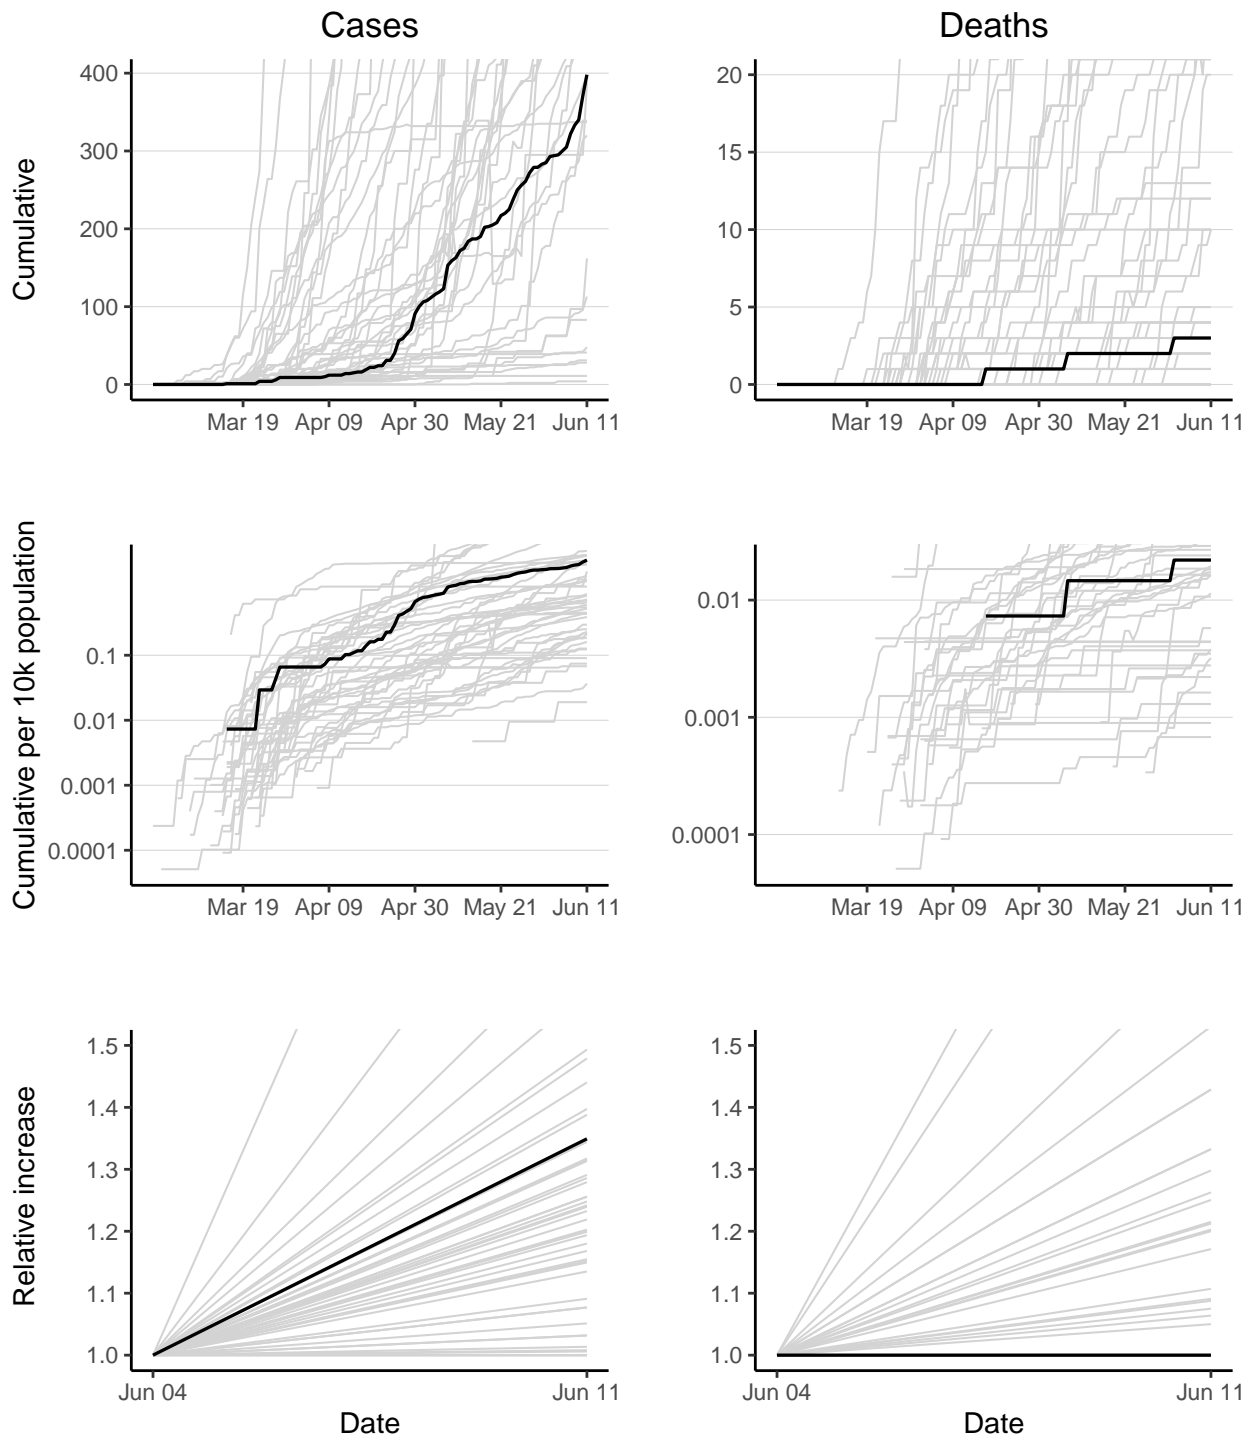 Cases
Deaths
Cumulative
400
300
200
100
0
Mar 19 Apr 09 Apr 30 May 21 Jun 11
20
15
10
5
0
Mar 19 Apr 09 Apr 30 May 21 Jun 11
Cumulative per 10k population
0.1
0.01
0.001
0.0001
Mar 19 Apr 09 Apr 30 May 21 Jun 11
0.01
0.001
0.0001
Mar 19 Apr 09 Apr 30 May 21 Jun 11
Relative increase
1.5
1.4
1.3
1.2
1.1
1.0
Jun 04 Jun 11
Date
1.5
1.4
1.3
1.2
1.1
1.0
Jun 04 Jun 11
Date